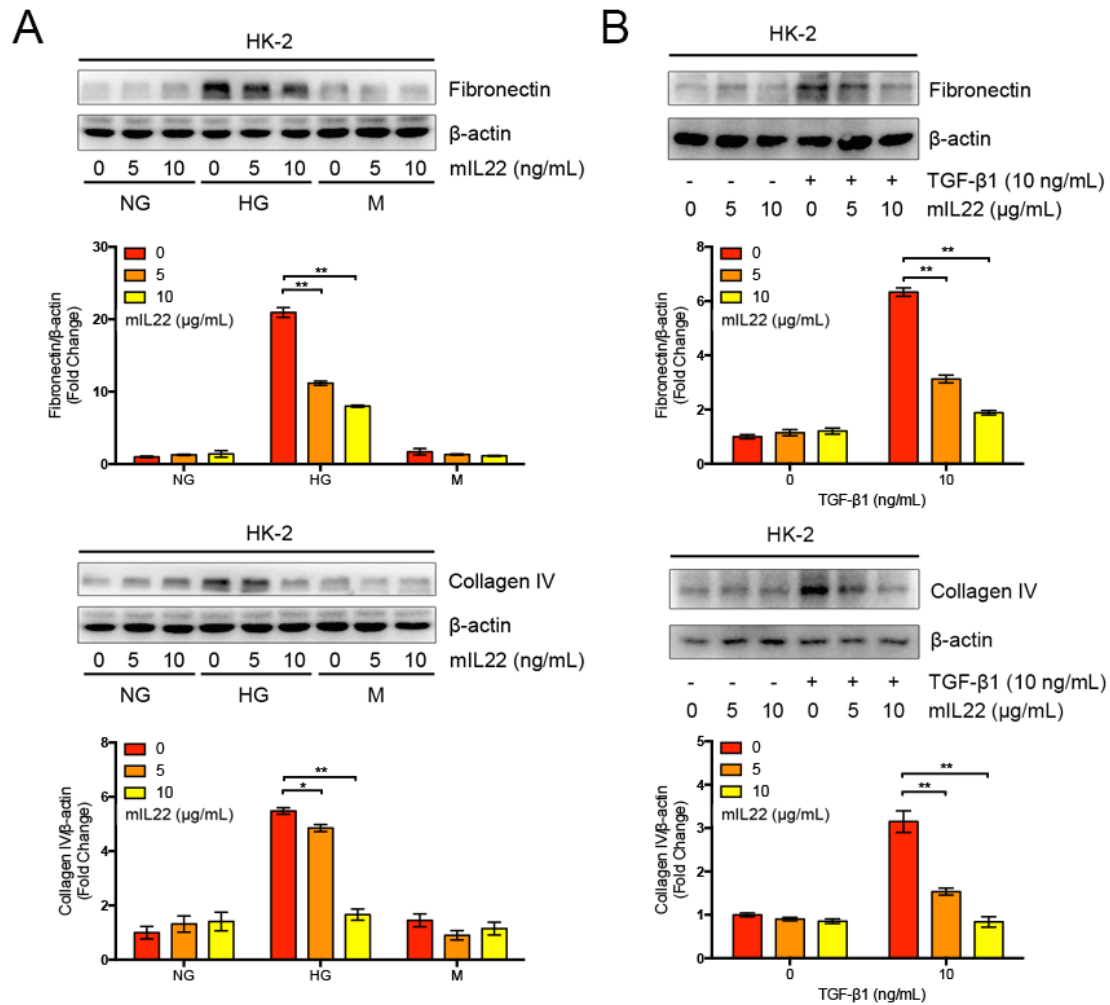 A
HK-2
Fibronectin
β-actin
0 5 10 0 5 10 0 5 10 mIL22 (ng/mL)
NG HG M
30
20
10
0
Fibronectin/β-actin
(Fold Change)
0
5
10
mIL22 (μg/mL)
**
**
NG HG M
HK-2
Collagen IV
β-actin
0 5 10 0 5 10 0 5 10 mIL22 (ng/mL)
NG HG M
8
6
4
2
0
Collagen IV/β-actin
(Fold Change)
0
5
10
mIL22 (μg/mL)
**
*
NG HG M
B
HK-2
Fibronectin
β-actin
- - - + + + TGF-β1 (10 ng/mL)
0 5 10 0 5 10 mIL22 (μg/mL)
8
6
4
2
0
Fibronectin/β-actin
(Fold Change)
0
5
10
mIL22 (μg/mL)
**
**
0 10
TGF-β1 (ng/mL)
HK-2
Collagen IV
β-actin
- - - + + + TGF-β1 (10 ng/mL)
0 5 10 0 5 10 mIL22 (μg/mL)
5
4
3
2
1
0
Collagen IV/β-actin
(Fold Change)
0
5
10
mIL22 (μg/mL)
**
**
0 10
TGF-β1 (ng/mL)